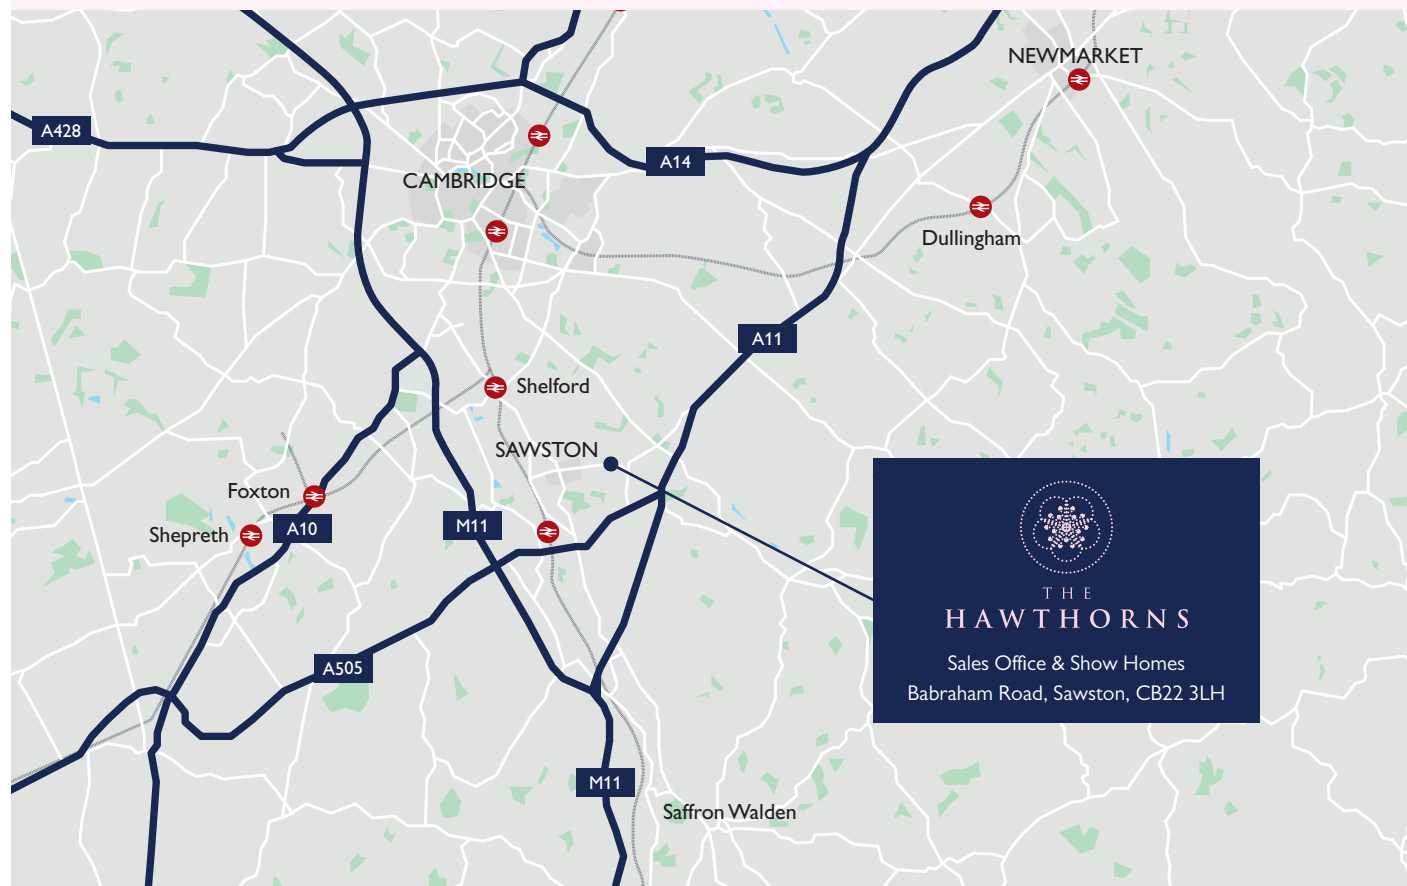 NEWMARKET
A428
A14
CAMBRIDGE
Dullingham
A11
Shelford
SAWSTON
Foxton
Shepreth
A10
M11
THE
HAWTHORNS
Sales Office & Show Homes
Babraham Road, Sawston, CB22 3LH
A505
M11
Saffron Walden